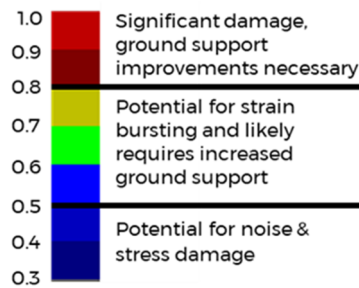 1.0
Significant damage,
0.9
ground support
improvements necessary
0.8
Potential for strain
0.7
bursting and likely
requires increased
0.6
ground support
0.5
Potential for noise &
0.4
stress damage
0.3